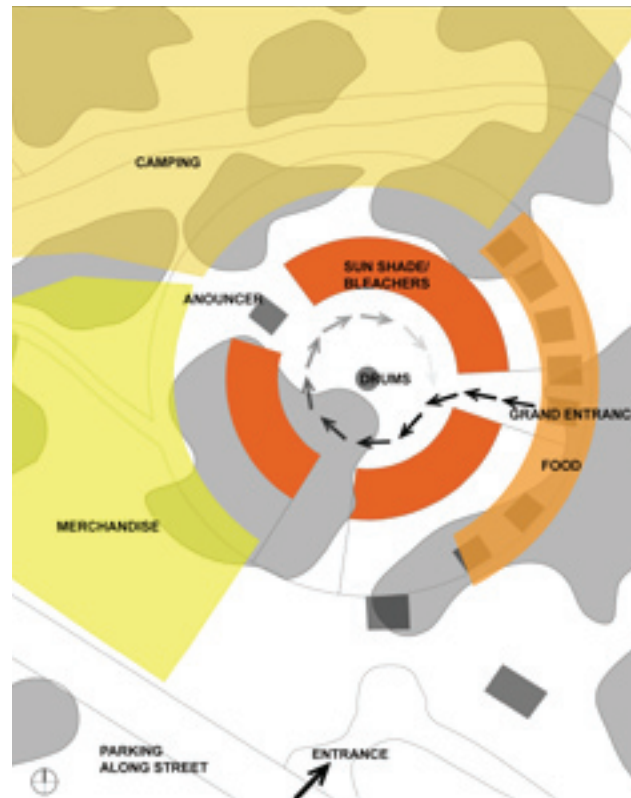 CAMPING
SUN SHADE/
BLEACHERS
ANOUNCER
DRUMS
GRAND ENTRANC
FOOD
MERCHANDISE
PARKING
ALONG STREET
ENTRANCE